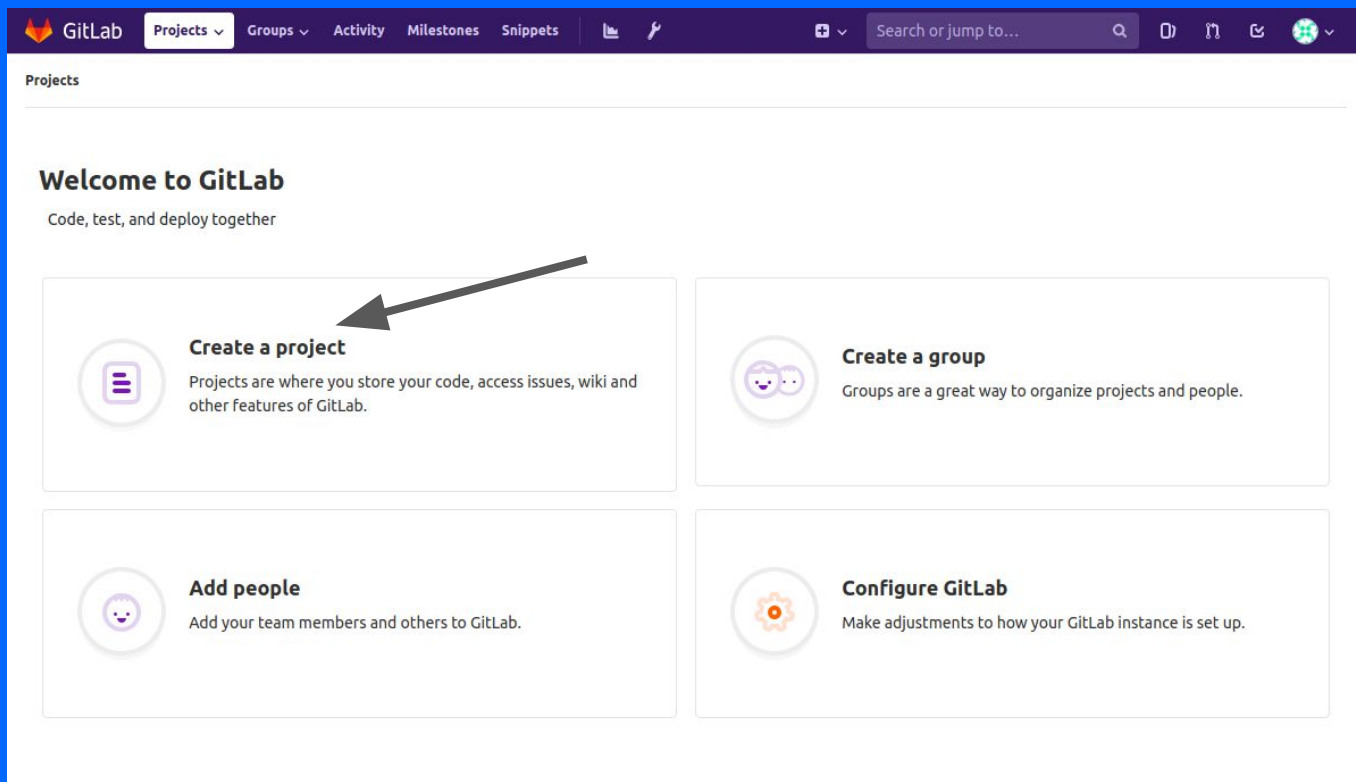 GitLab Projects Groups Activity Milestones Snippets Search or jump to...
Projects
Welcome to GitLab
Code, test, and deploy together
Create a project
Projects are where you store your code, access issues, wiki and
other features of GitLab.
Create a group
Groups are a great way to organize projects and people.
Add people
Add your team members and others to GitLab.
Configure GitLab
Make adjustments to how your GitLab instance is set up.